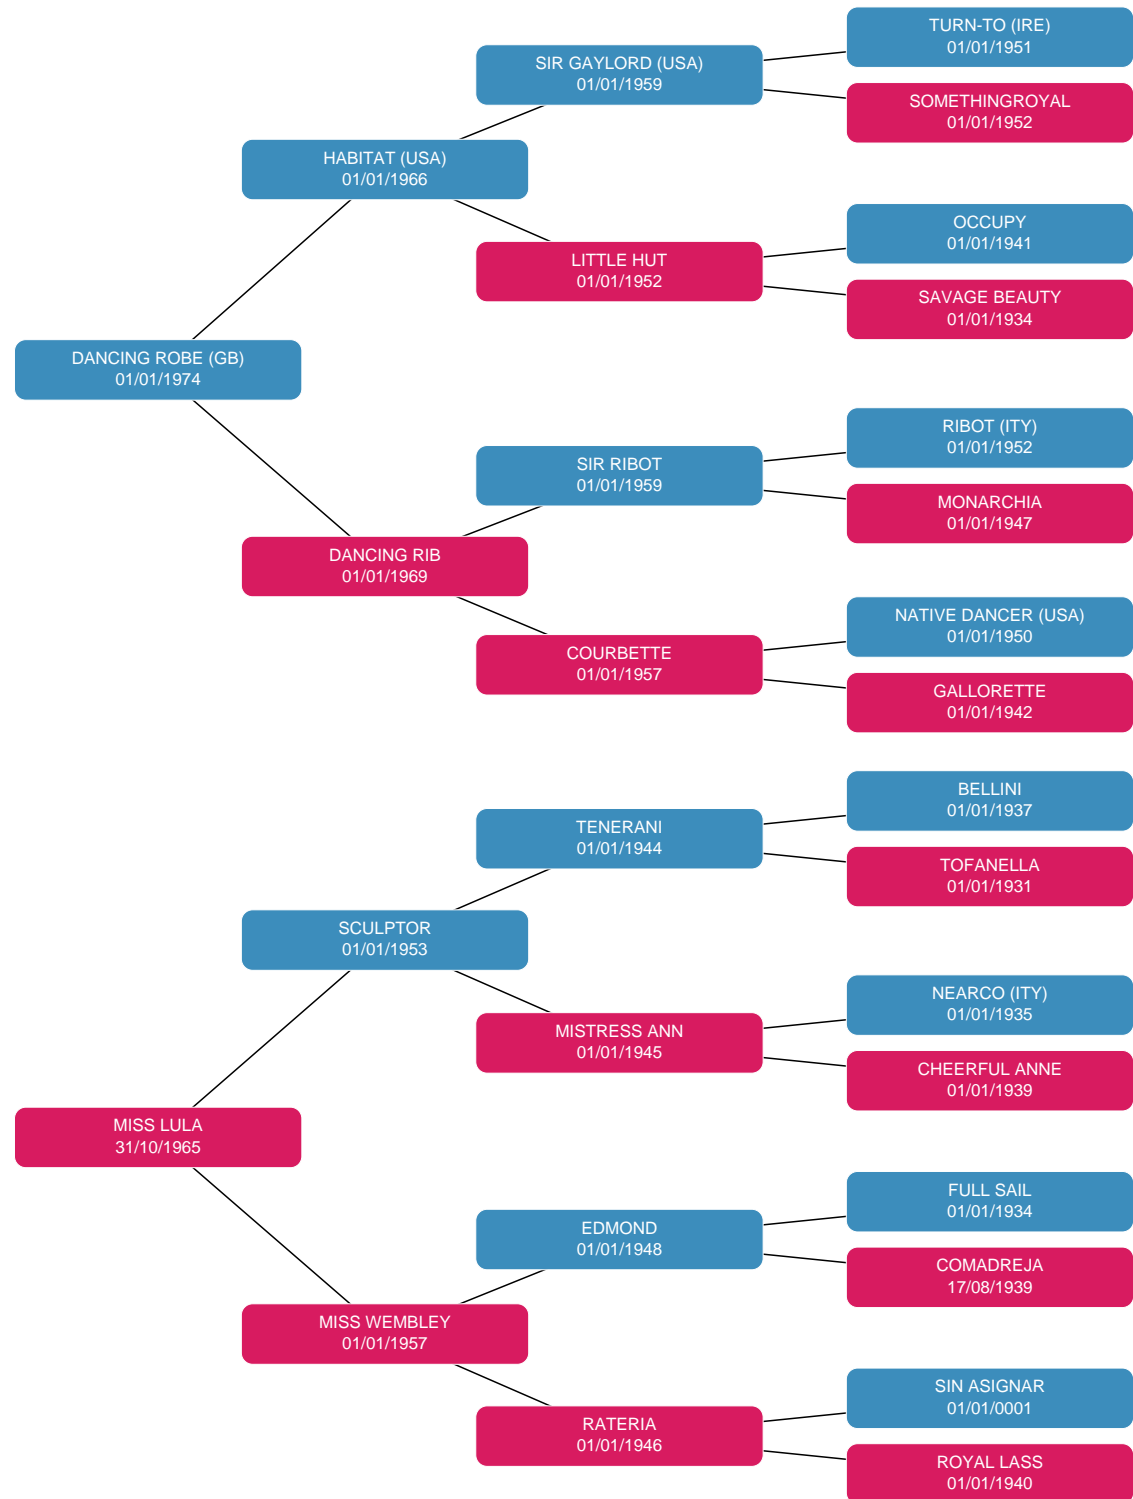 TURN-TO (IRE)
01/01/1951
SIR GAYLORD (USA)
01/01/1959
SOMETHINGROYAL
01/01/1952
HABITAT (USA)
01/01/1966
OCCUPY
01/01/1941
LITTLE HUT
01/01/1952
SAVAGE BEAUTY
01/01/1934
DANCING ROBE (GB)
01/01/1974
RIBOT (ITY)
01/01/1952
SIR RIBOT
01/01/1959
MONARCHIA
01/01/1947
DANCING RIB
01/01/1969
NATIVE DANCER (USA)
01/01/1950
COURBETTE
01/01/1957
GALLORETTE
01/01/1942
BELLINI
01/01/1937
TENERANI
01/01/1944
TOFANELLA
01/01/1931
SCULPTOR
01/01/1953
NEARCO (ITY)
01/01/1935
MISTRESS ANN
01/01/1945
CHEERFUL ANNE
01/01/1939
MISS LULA
31/10/1965
FULL SAIL
01/01/1934
EDMOND
01/01/1948
COMADREJA
17/08/1939
MISS WEMBLEY
01/01/1957
SIN ASIGNAR
01/01/0001
RATERIA
01/01/1946
ROYAL LASS
01/01/1940